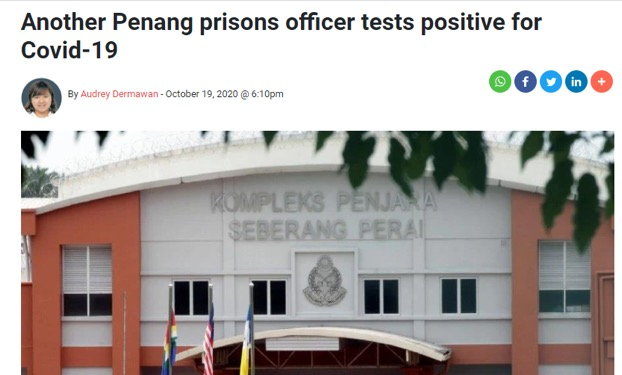 Another Penang prisons officer tests positive for
Covid-19
By Audrey Dermawan - October 19, 2020 @ 6:10pm
KOMPLEKS PENJARA
SEBERANG PERAI